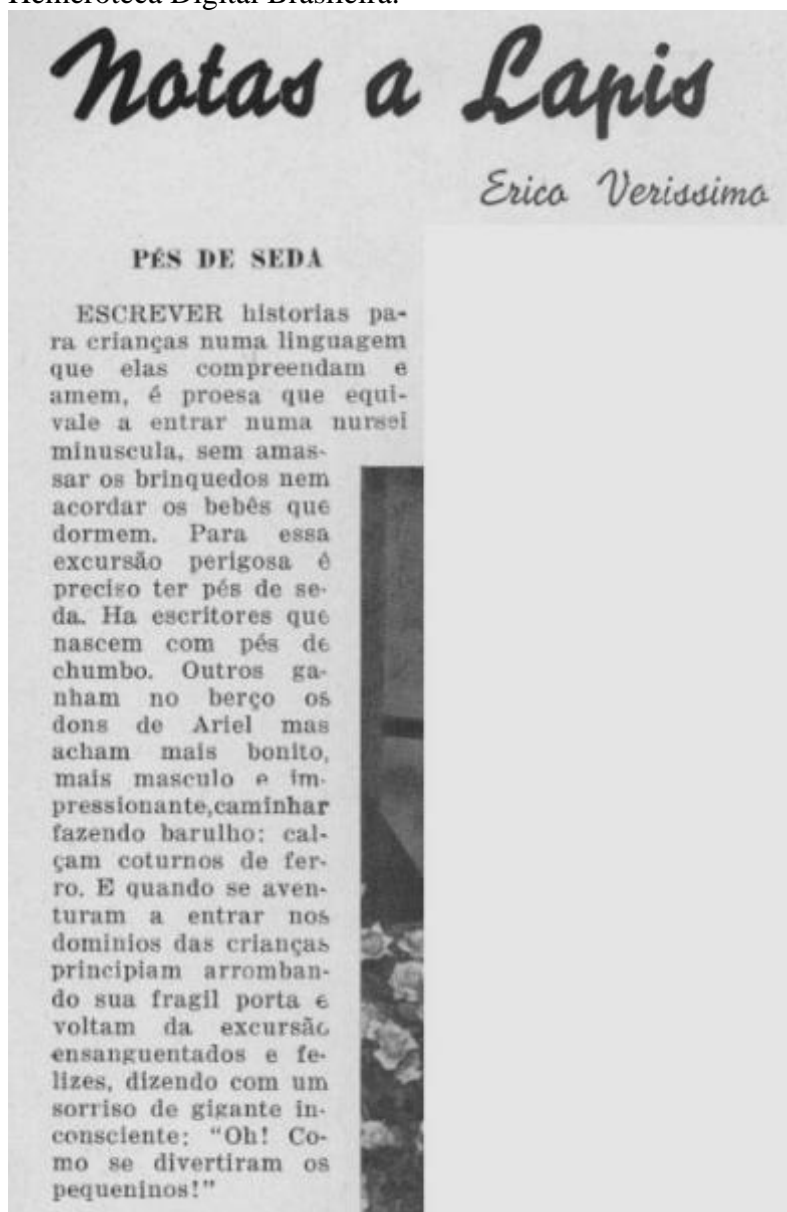 Hemeroteca Digital Brasileira.
Notas a Lapis
Erico Verissimo
PÉS DE SEDA
ESCREVER historias pa-
ra crianças numa linguagem
que elas compreendam e
amem, é proesa que equi-
vale a entrar numa nursei
minuscula, sem amas-
sar os brinquedos nem
acordar os bebês que
dormem. Para essa
excursão perigosa é
preciso ter pés de se-
da. Ha escritores que
nascem com pés de
chumbo. Outros ga-
nham no berço os
dons de Ariel mas
acham mais bonito,
mais masculo e im-
pressionante,caminhar
fazendo barulho: cal-
çam coturnos de fer-
ro. E quando se aven-
turam a entrar nos
dominios das crianças
principiam arromban-
do sua fragil porta e
voltam da excursão
ensanguentados e fe-
lizes, dizendo com um
sorriso de gigante in-
consciente: "Oh! Co-
mo se divertiram os
pequeninos!"